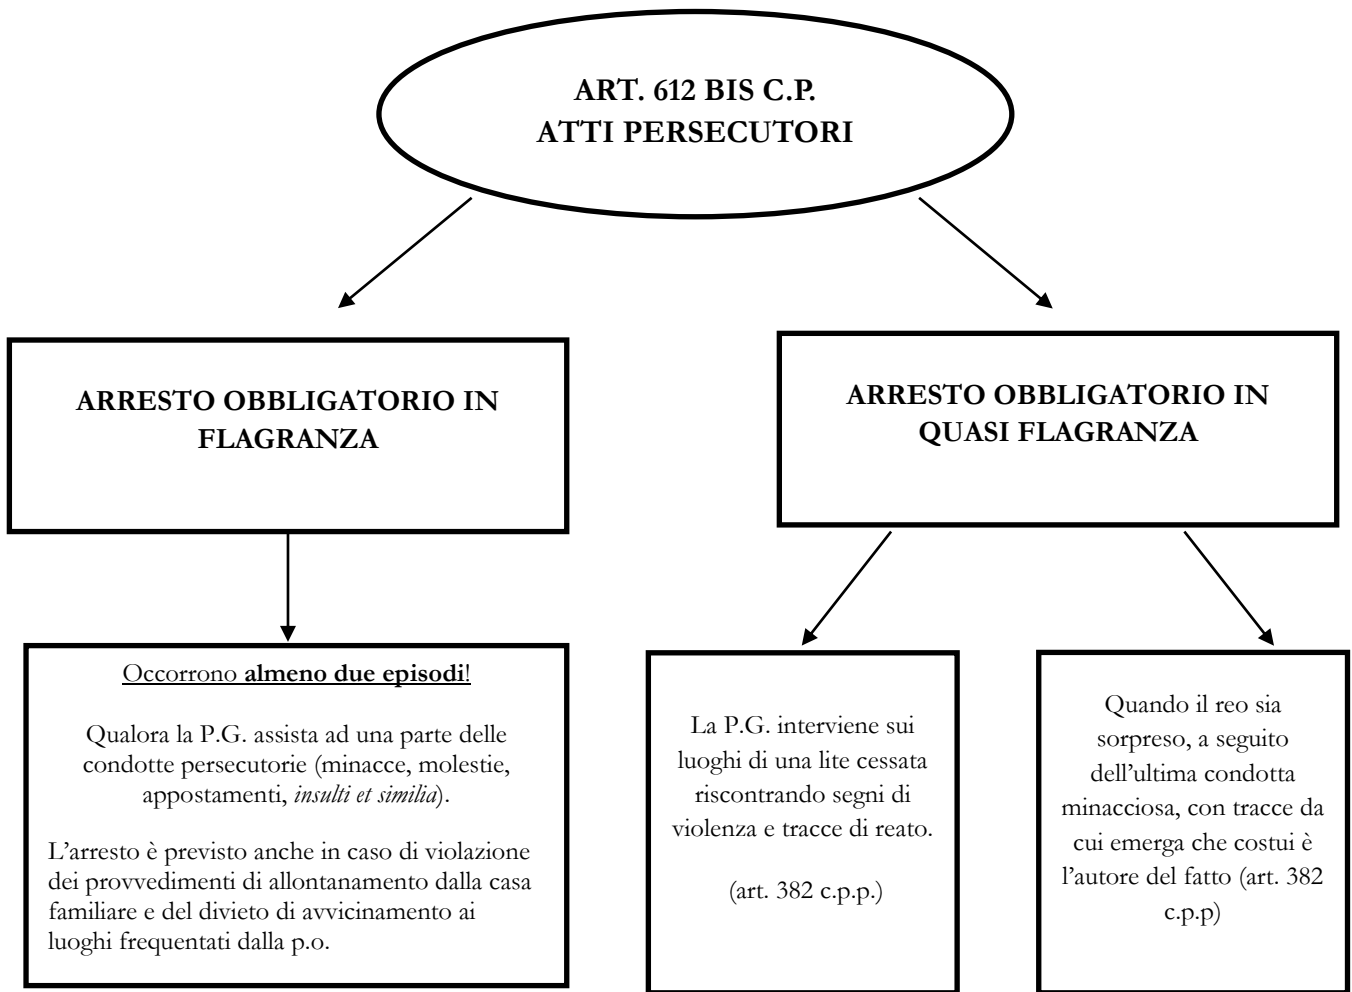 ART. 612 BIS C.P.
ATTI PERSECUTORI
ARRESTO OBBLIGATORIO IN
FLAGRANZA
ARRESTO OBBLIGATORIO IN
QUASI FLAGRANZA
Occorrono almeno due episodi!
Qualora la P.G. assista ad una parte delle
condotte persecutorie (minacce, molestie,
appostamenti, insulti et similia).
L'arresto è previsto anche in caso di violazione
dei provvedimenti di allontanamento dalla casa
familiare e del divieto di avvicinamento ai
luoghi frequentati dalla p.o.
La P.G. interviene sui
luoghi di una lite cessata
riscontrando segni di
violenza e tracce di reato.
(art. 382 c.p.p.)
Quando il reo sia
sorpreso, a seguito
dell'ultima condotta
minacciosa, con tracce da
cui emerga che costui è
l'autore del fatto (art. 382
c.p.p)